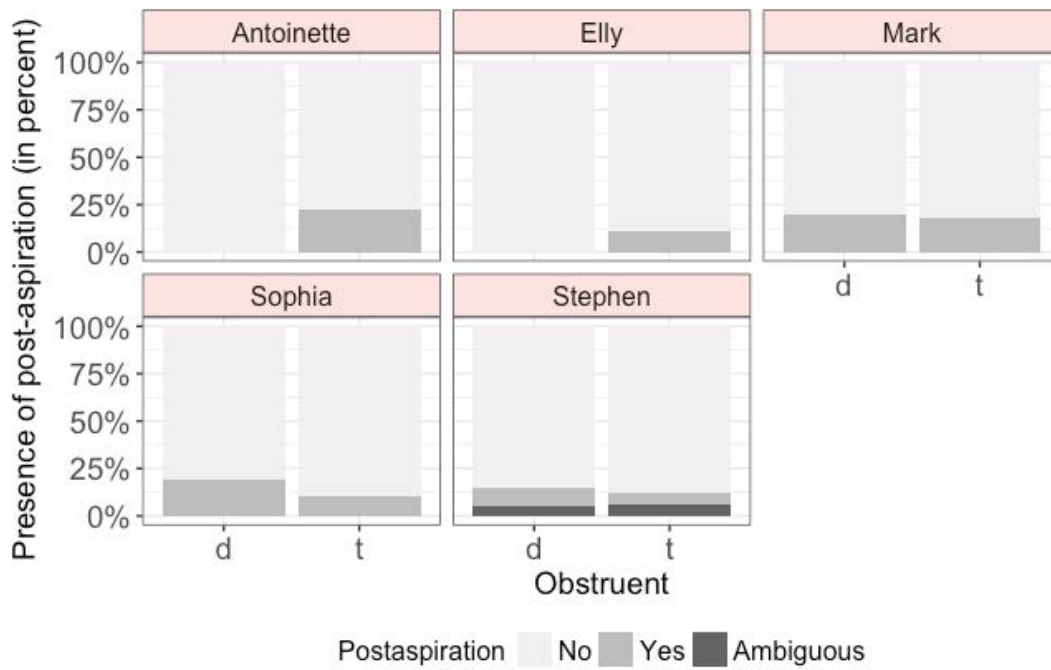 Presence of post-aspiration (in percent)
Antoinette
Elly
Mark
100%
75%
50%
25%
0%
d
t
Sophia
Stephen
100%
75%
50%
25%
0%
d
t
d
t
Obstruent
Postaspiration No Yes Ambiguous